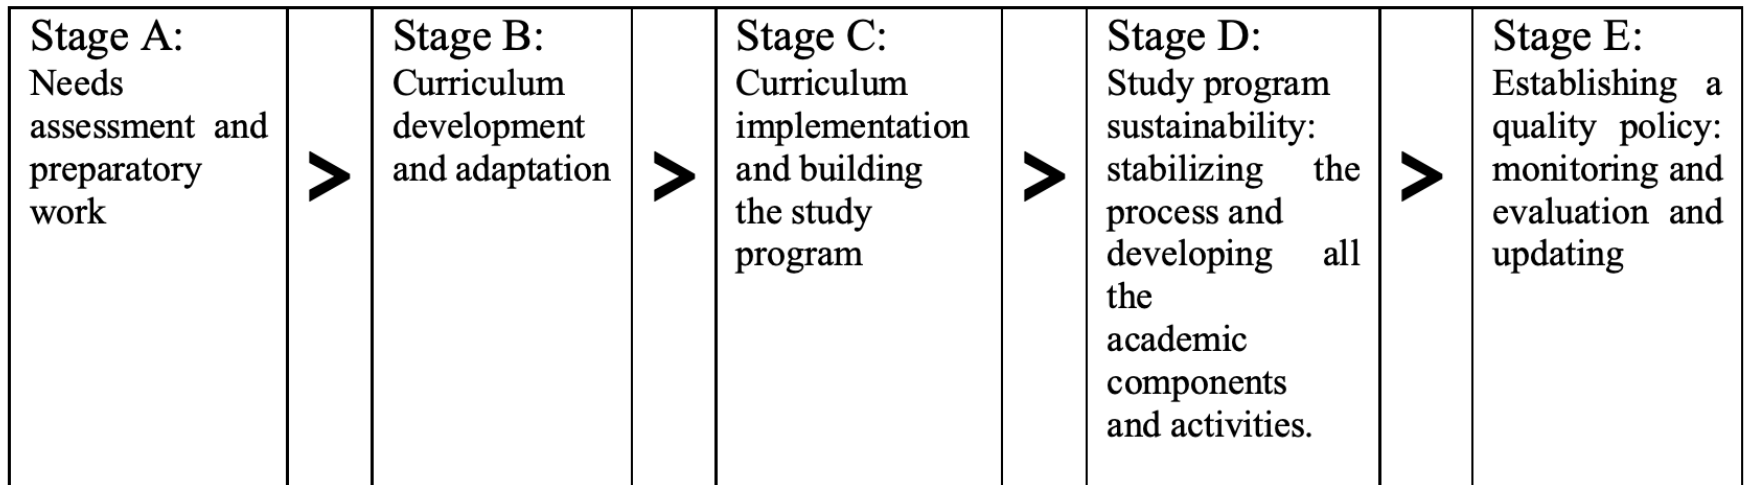 Stage A:
Needs
assessment and
preparatory
work
>
Stage B:
Curriculum
development
and adaptation
>
Stage C:
Curriculum
implementation
and building
the study
program
>
Stage D:
Study program
sustainability:
stabilizing the
process and
developing all
the
academic
components
and activities.
>
Stage E:
Establishing a
quality policy:
monitoring and
evaluation and
updating